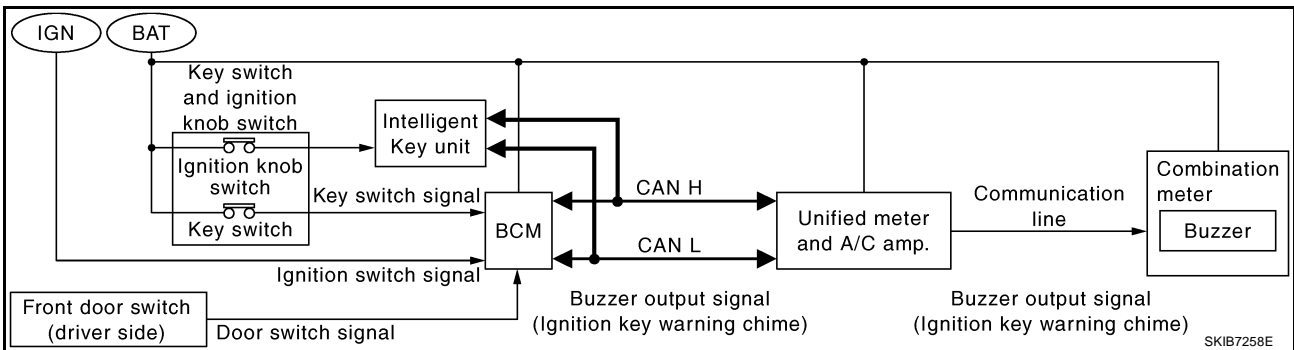 IGN
BAT
Key switch
and ignition
knob switch
Intelligent
Key unit
Ignition knob
switch
Key switch signal
Key switch
BCM
CAN H
CAN L
Unified meter
and A/C amp.
Communication
line
Combination
meter
Buzzer
Ignition switch signal
Front door switch
(driver side)
Door switch signal
Buzzer output signal
(Ignition key warning chime)
Buzzer output signal
(Ignition key warning chime)
SKIB7258E